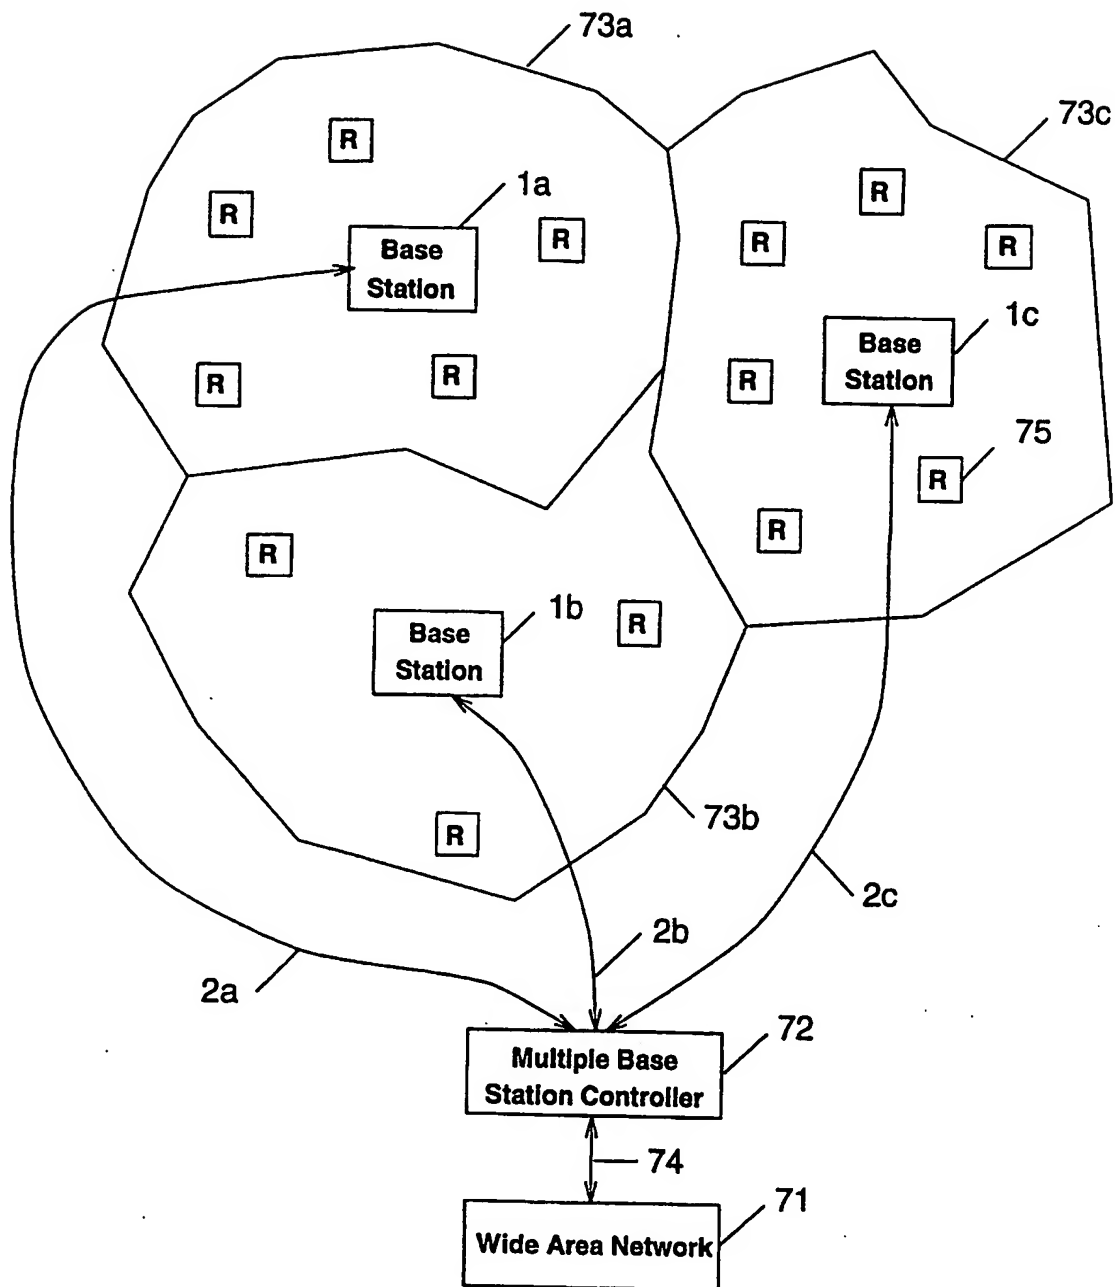 73a
73c
R
1a
R
R
R
R
R
Base
Station
1c
Base
Station
R
R
R
75
R
R
R
1b
R
Base
Station
R
73b
2c
2b
2a
72
Multiple Base
Station Controller
74
71
Wide Area Network